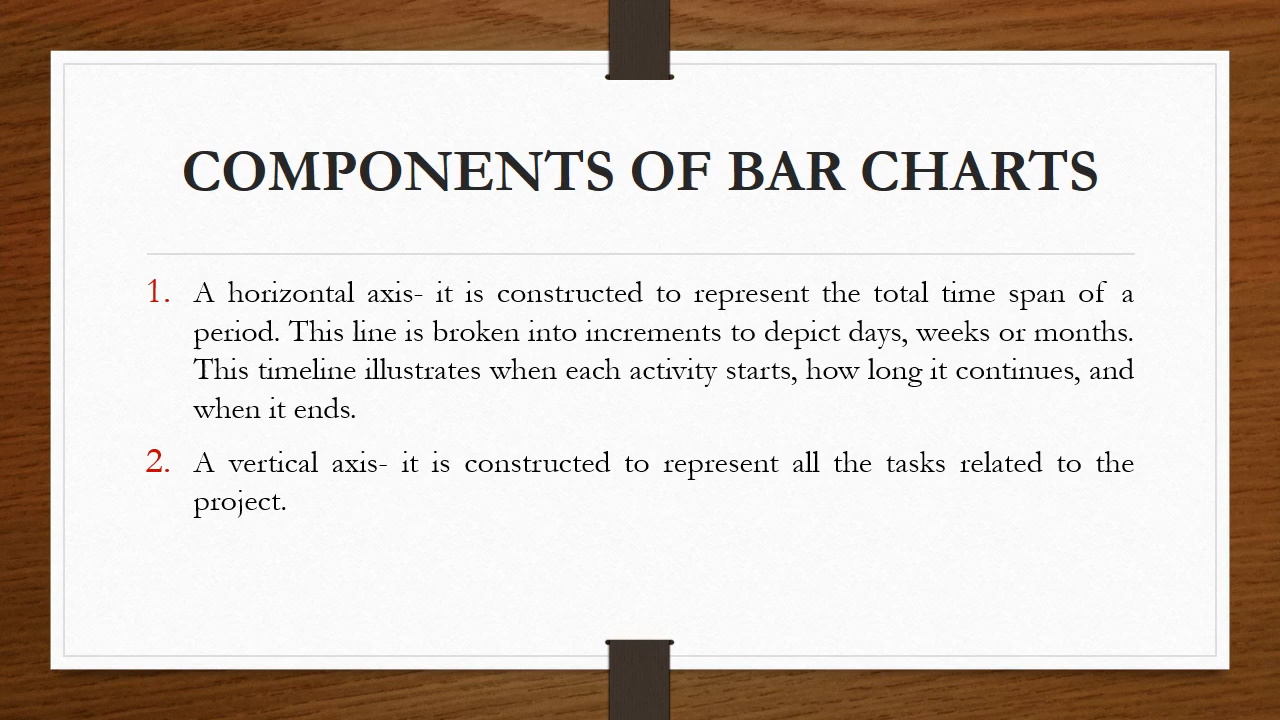 COMPONENTS OF BAR CHARTS
1. A horizontal axis- it is constructed to represent the total time span of a
period. This line is broken into increments to depict days, weeks or months.
This timeline illustrates when each activity starts, how long it continues, and
when it ends.
2. A vertical axis- it is constructed to represent all the tasks related to the
project.